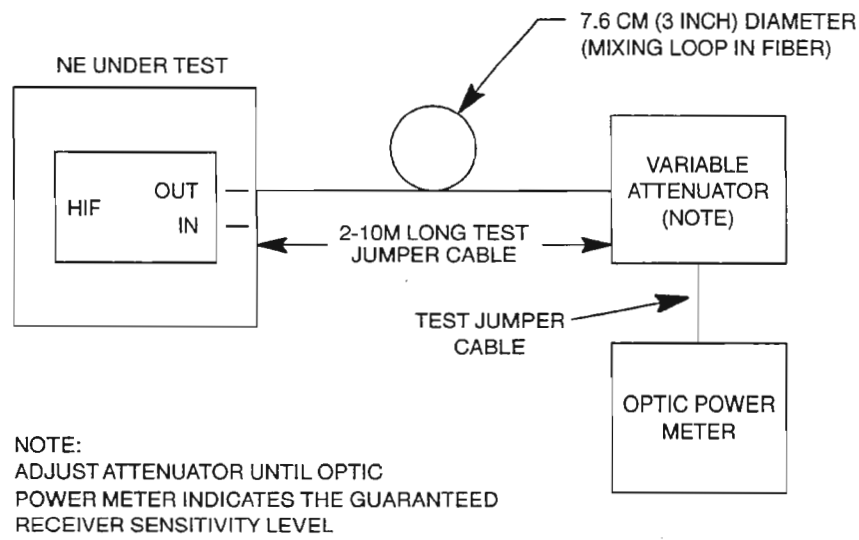 7.6 CM (3 INCH) DIAMETER
(MIXING LOOP IN FIBER)
NE UNDER TEST
HIF
OUT
IN
VARIABLE
ATTENUATOR
(NOTE)
2-10M LONG TEST
JUMPER CABLE
TEST JUMPER
CABLE
OPTIC POWER
METER
NOTE:
ADJUST ATTENUATOR UNTIL OPTIC
POWER METER INDICATES THE GUARANTEED
RECEIVER SENSITIVITY LEVEL